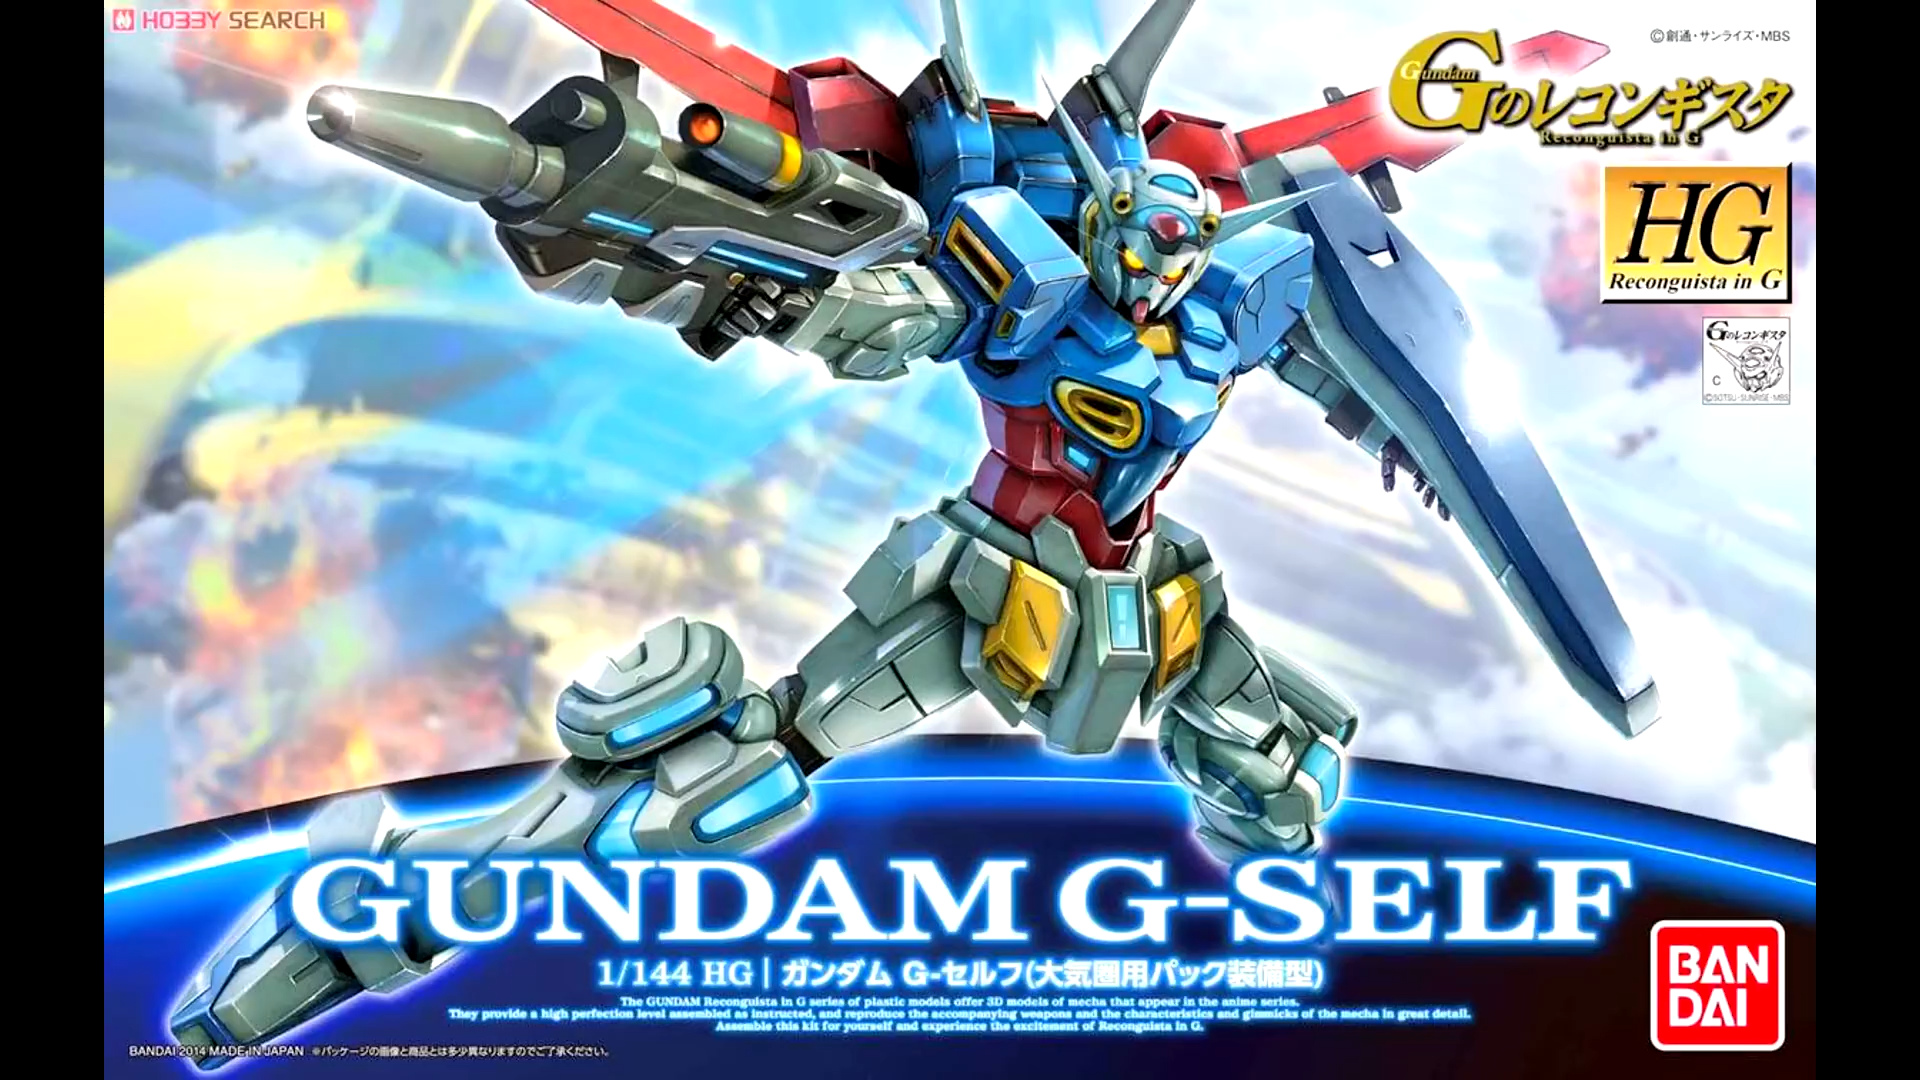 HOBBY SEARCH
©創通・サンライズ・MBS
Gundam
Gのレコンギスタ
Reconguista in G
HG
Reconguista in G
Gのレコンギスタ
C
©SOTSU・SUNRISE・MBS
GUNDAM G-SELF
1/144 HG | ガンダム G-セルフ(大気圏用パック装備型)
The GUNDAM Reconguista in G series of plastic models offer 3D models of mecha that appear in the anime series.
They provide a high perfection level assembled as instructed, and reproduce the accompanying weapons and the characteristics and gimmicks of the mecha in great detail.
Assemble this kit for yourself and experience the excitement of Reconguista in G.
BAN
DAI
BANDAI 2014 MADE IN JAPAN ※パッケージの画像と商品とは多少異なりますのでご了承ください。